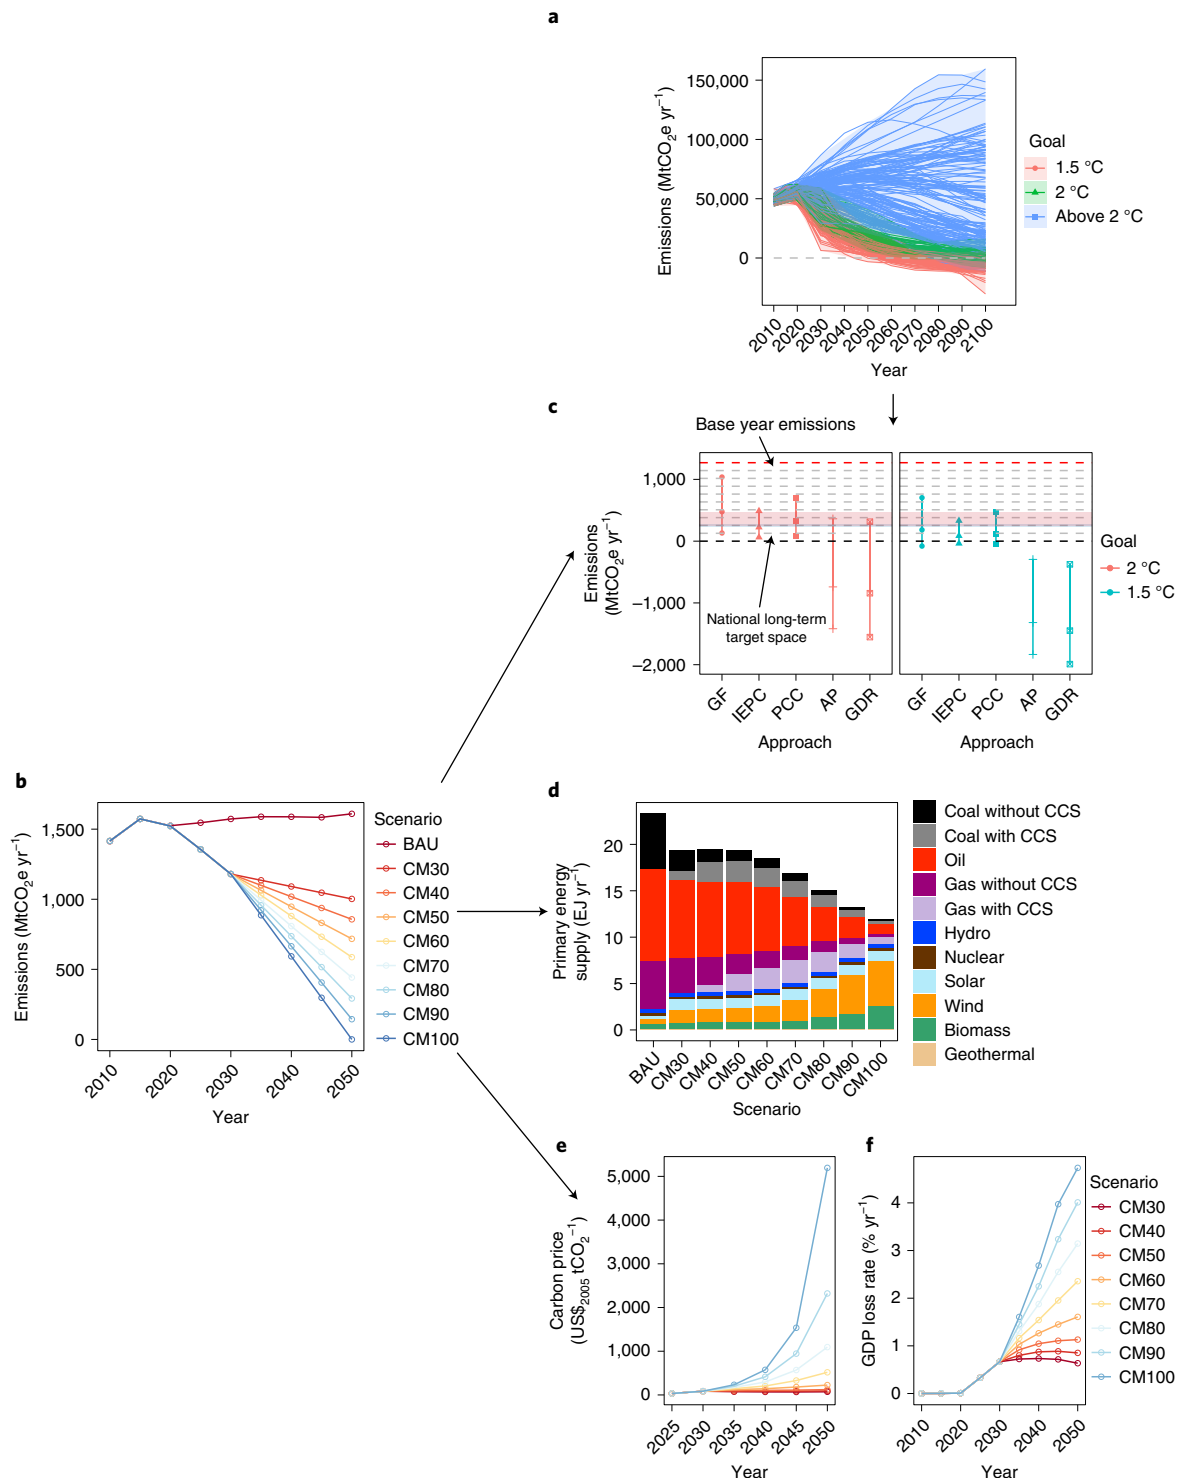 a
Emissions (MtCO₂e yr⁻¹)
150,000
100,000
50,000
0
2010
2020
2030
2040
2050
2060
2070
2080
2090
2100
Year
Goal
1.5 °C
2 °C
Above 2 °C
c
Base year emissions
Emissions
(MtCO₂e yr⁻¹)
1,000
0
−1,000
−2,000
National long-term
target space
GF
IEPC
PCC
AP
GDR
Approach
GF
IEPC
PCC
AP
GDR
Approach
Goal
2 °C
1.5 °C
b
Emissions (MtCO₂e yr⁻¹)
1,500
1,000
500
0
2010
2020
2030
2040
2050
Year
Scenario
BAU
CM30
CM40
CM50
CM60
CM70
CM80
CM90
CM100
d
Primary energy
supply (EJ yr⁻¹)
20
15
10
5
0
BAU
CM30
CM40
CM50
CM60
CM70
CM80
CM90
CM100
Scenario
Coal without CCS
Coal with CCS
Oil
Gas without CCS
Gas with CCS
Hydro
Nuclear
Solar
Wind
Biomass
Geothermal
e
Carbon price
(US$₂₀₀₅ tCO₂⁻¹)
5,000
4,000
3,000
2,000
1,000
0
2025
2030
2035
2040
2045
2050
Year
f
GDP loss rate (% yr⁻¹)
4
3
2
1
0
2010
2020
2030
2040
2050
Year
Scenario
CM30
CM40
CM50
CM60
CM70
CM80
CM90
CM100